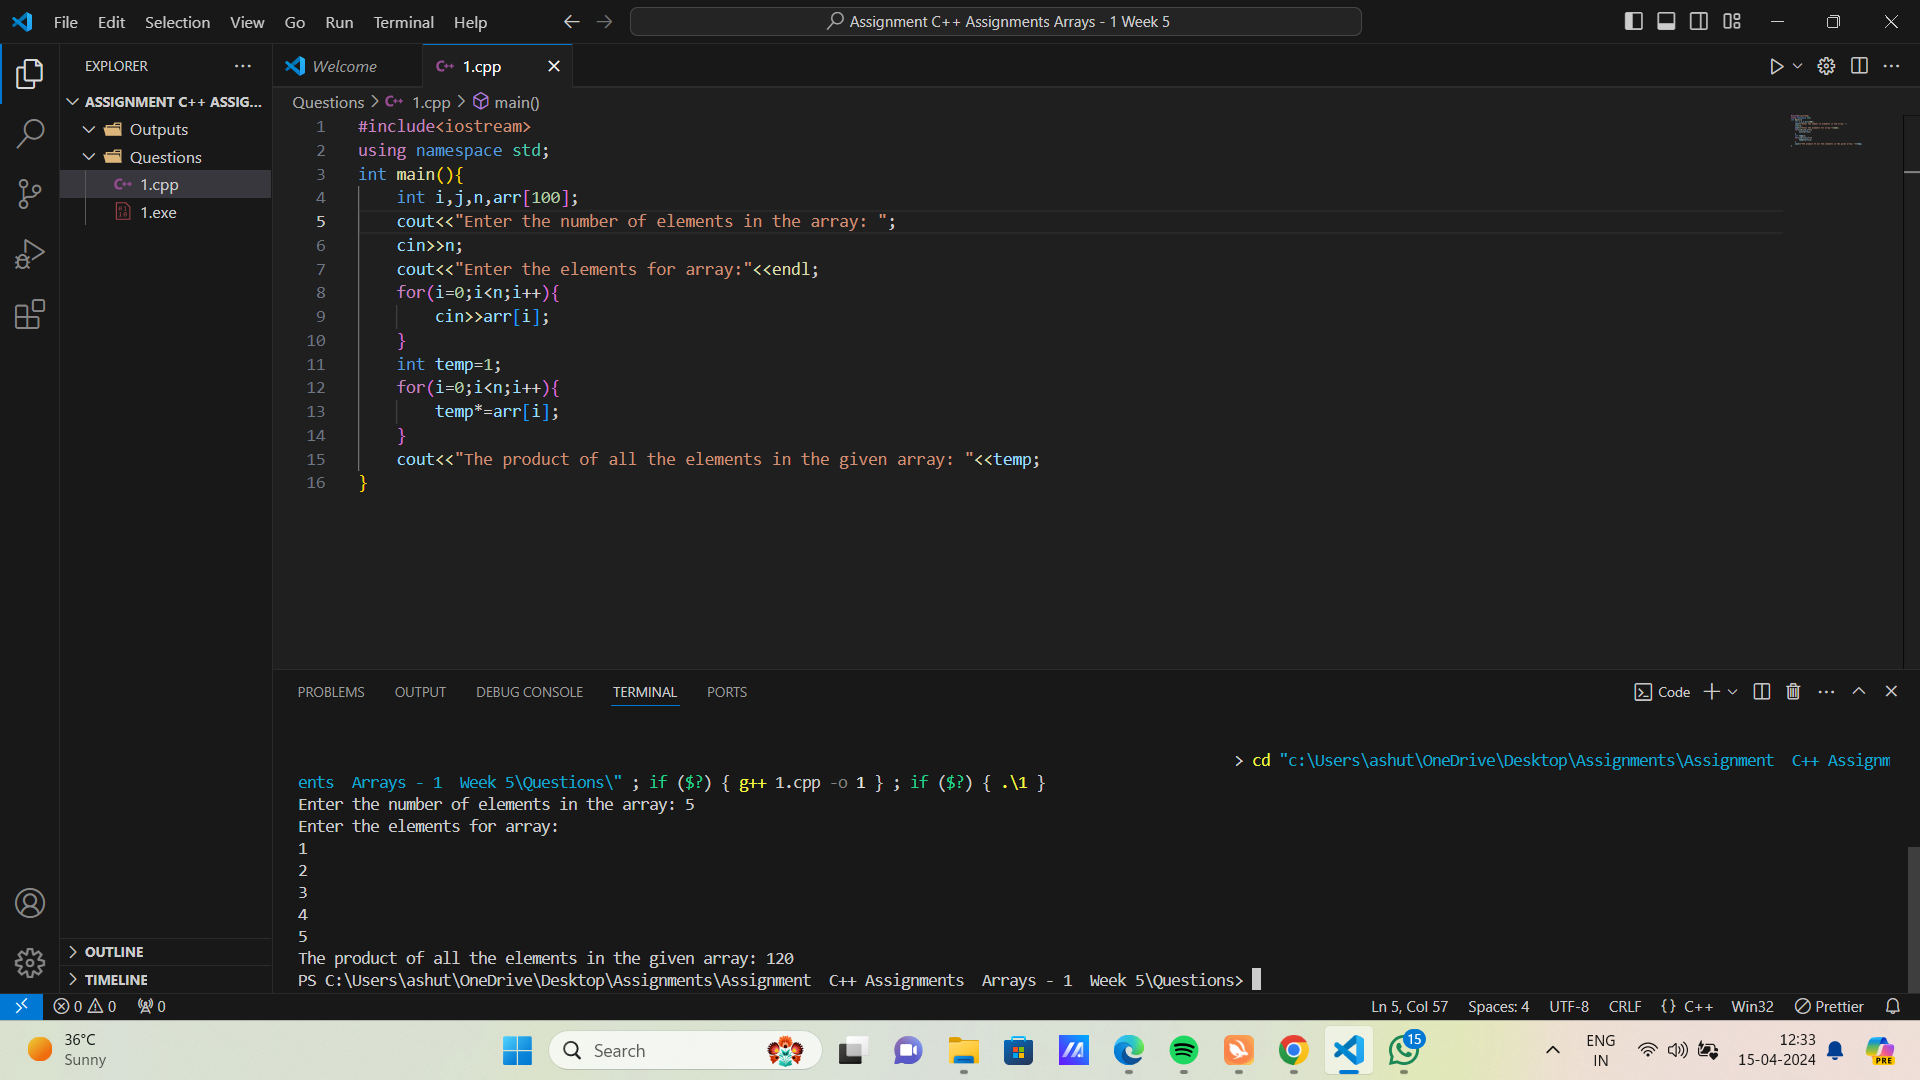 File Edit Selection View Go Run Terminal Help
Assignment C++ Assignments Arrays - 1 Week 5
EXPLORER
Welcome
C++ 1.cpp
ASSIGNMENT C++ ASSIG...
Outputs
Questions
C++ 1.cpp
1.exe
Questions > C++ 1.cpp > main()
1 #include<iostream>
2 using namespace std;
3 int main(){
4 int i,j,n,arr[100];
5 cout<<"Enter the number of elements in the array: ";
6 cin>>n;
7 cout<<"Enter the elements for array:"<<endl;
8 for(i=0;i<n;i++){
9 cin>>arr[i];
10 }
11 int temp=1;
12 for(i=0;i<n;i++){
13 temp*=arr[i];
14 }
15 cout<<"The product of all the elements in the given array: "<<temp;
16 }
PROBLEMS OUTPUT DEBUG CONSOLE TERMINAL PORTS
Code
> cd "c:\Users\ashut\OneDrive\Desktop\Assignments\Assignment  C++ Assignm
ents  Arrays - 1  Week 5\Questions\" ; if ($?) { g++ 1.cpp -o 1 } ; if ($?) { .\1 }
Enter the number of elements in the array: 5
Enter the elements for array:
1
2
3
4
5
The product of all the elements in the given array: 120
PS C:\Users\ashut\OneDrive\Desktop\Assignments\Assignment  C++ Assignments  Arrays - 1  Week 5\Questions>
OUTLINE
TIMELINE
0 0 0
Ln 5, Col 57 Spaces: 4 UTF-8 CRLF {} C++ Win32 Prettier
36°C
Sunny
Search
15
ENG
IN
12:33
15-04-2024
PRE